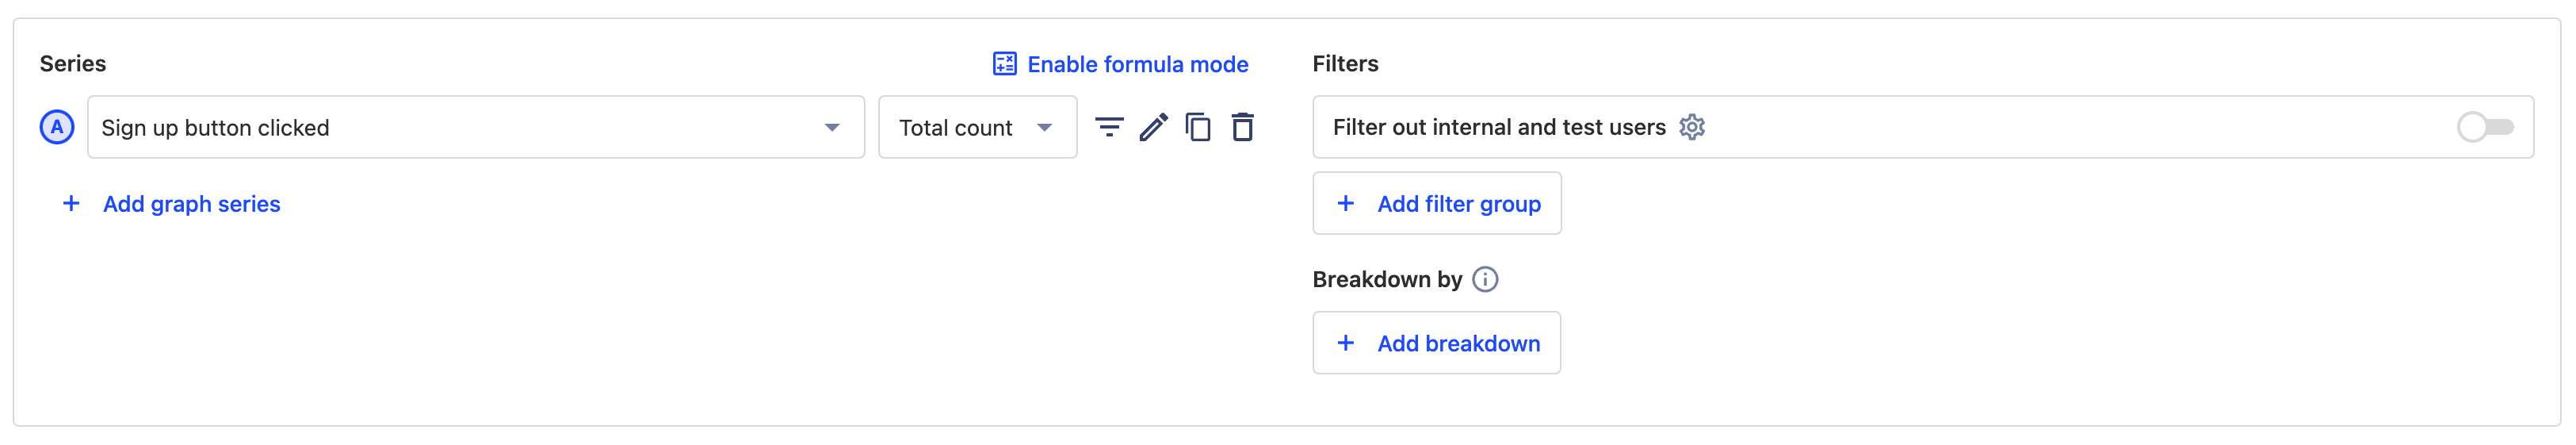 Series
Enable formula mode
A
Sign up button clicked
Total count
Add graph series
Filters
Filter out internal and test users
Add filter group
Breakdown by
Add breakdown